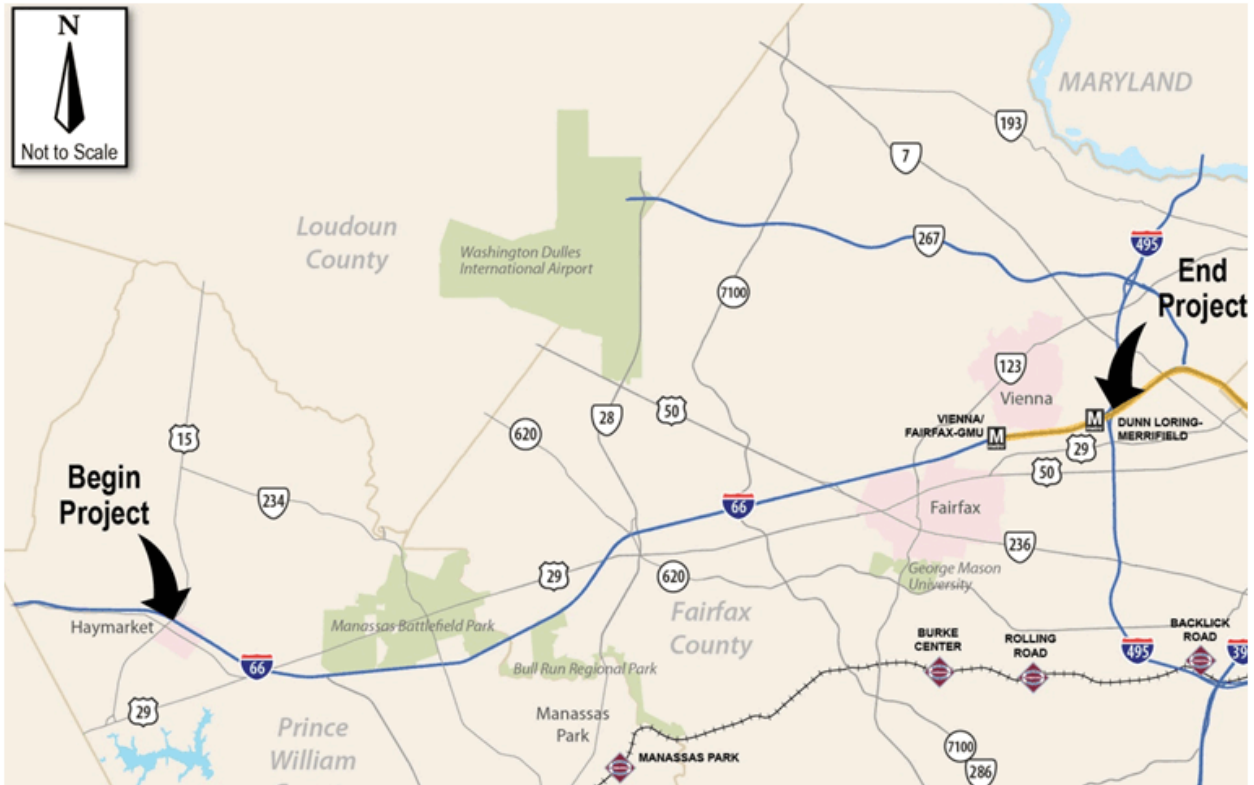 N
Not to Scale
MARYLAND
193
7
Loudoun
County
Washington Dulles
International Airport
267
495
End
Project
7100
123
Vienna
28
50
620
VIENNA/
FAIRFAX-GMU
M
M
DUNN LORING-
MERRIFIELD
29
50
15
Begin
Project
234
66
Fairfax
236
29
620
George Mason
University
Haymarket
Manassas Battlefield Park
Fairfax
County
66
Bull Run Regional Park
BURKE
CENTER
ROLLING
ROAD
BACKLICK
ROAD
495
29
Prince
William
Manassas
Park
MANASSAS PARK
7100
286